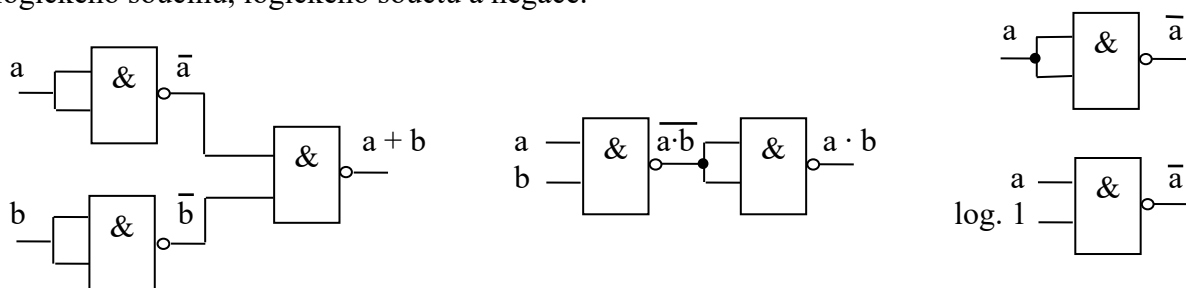 logického součinu, logického součtu a negace.
a & a̅
b & b̅
& a + b
a
b
& a·b̅ & a · b
a & a̅
a
log. 1
& a̅